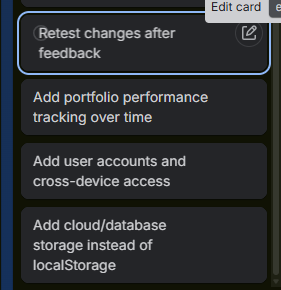 Edit card
e
Retest changes after
feedback
Add portfolio performance
tracking over time
Add user accounts and
cross-device access
Add cloud/database
storage instead of
localStorage